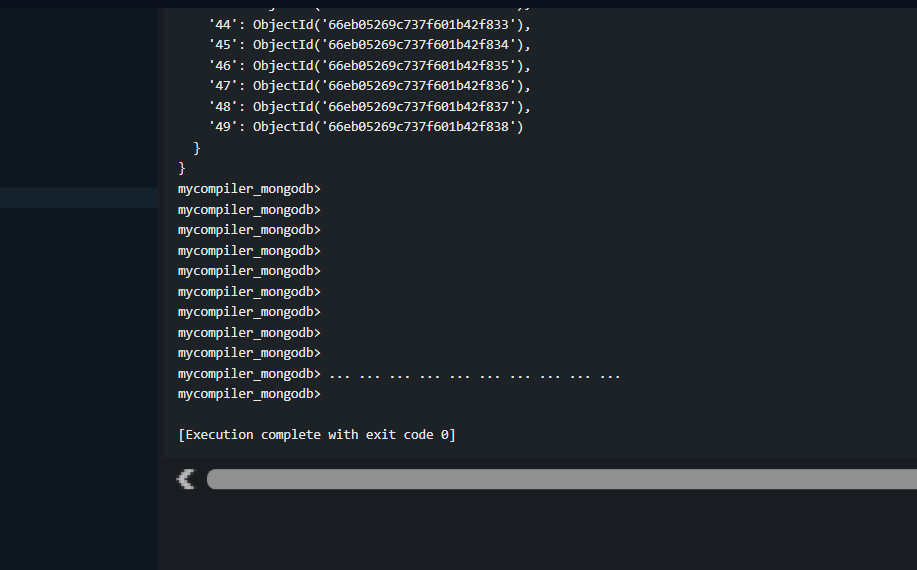 '44': ObjectId('66eb05269c737f601b42f833'),
'45': ObjectId('66eb05269c737f601b42f834'),
'46': ObjectId('66eb05269c737f601b42f835'),
'47': ObjectId('66eb05269c737f601b42f836'),
'48': ObjectId('66eb05269c737f601b42f837'),
'49': ObjectId('66eb05269c737f601b42f838')
}
}
mycompiler_mongodb>
mycompiler_mongodb>
mycompiler_mongodb>
mycompiler_mongodb>
mycompiler_mongodb>
mycompiler_mongodb>
mycompiler_mongodb>
mycompiler_mongodb>
mycompiler_mongodb>
mycompiler_mongodb> ... ... ... ... ... ... ... ... ... ...
mycompiler_mongodb>
[Execution complete with exit code 0]